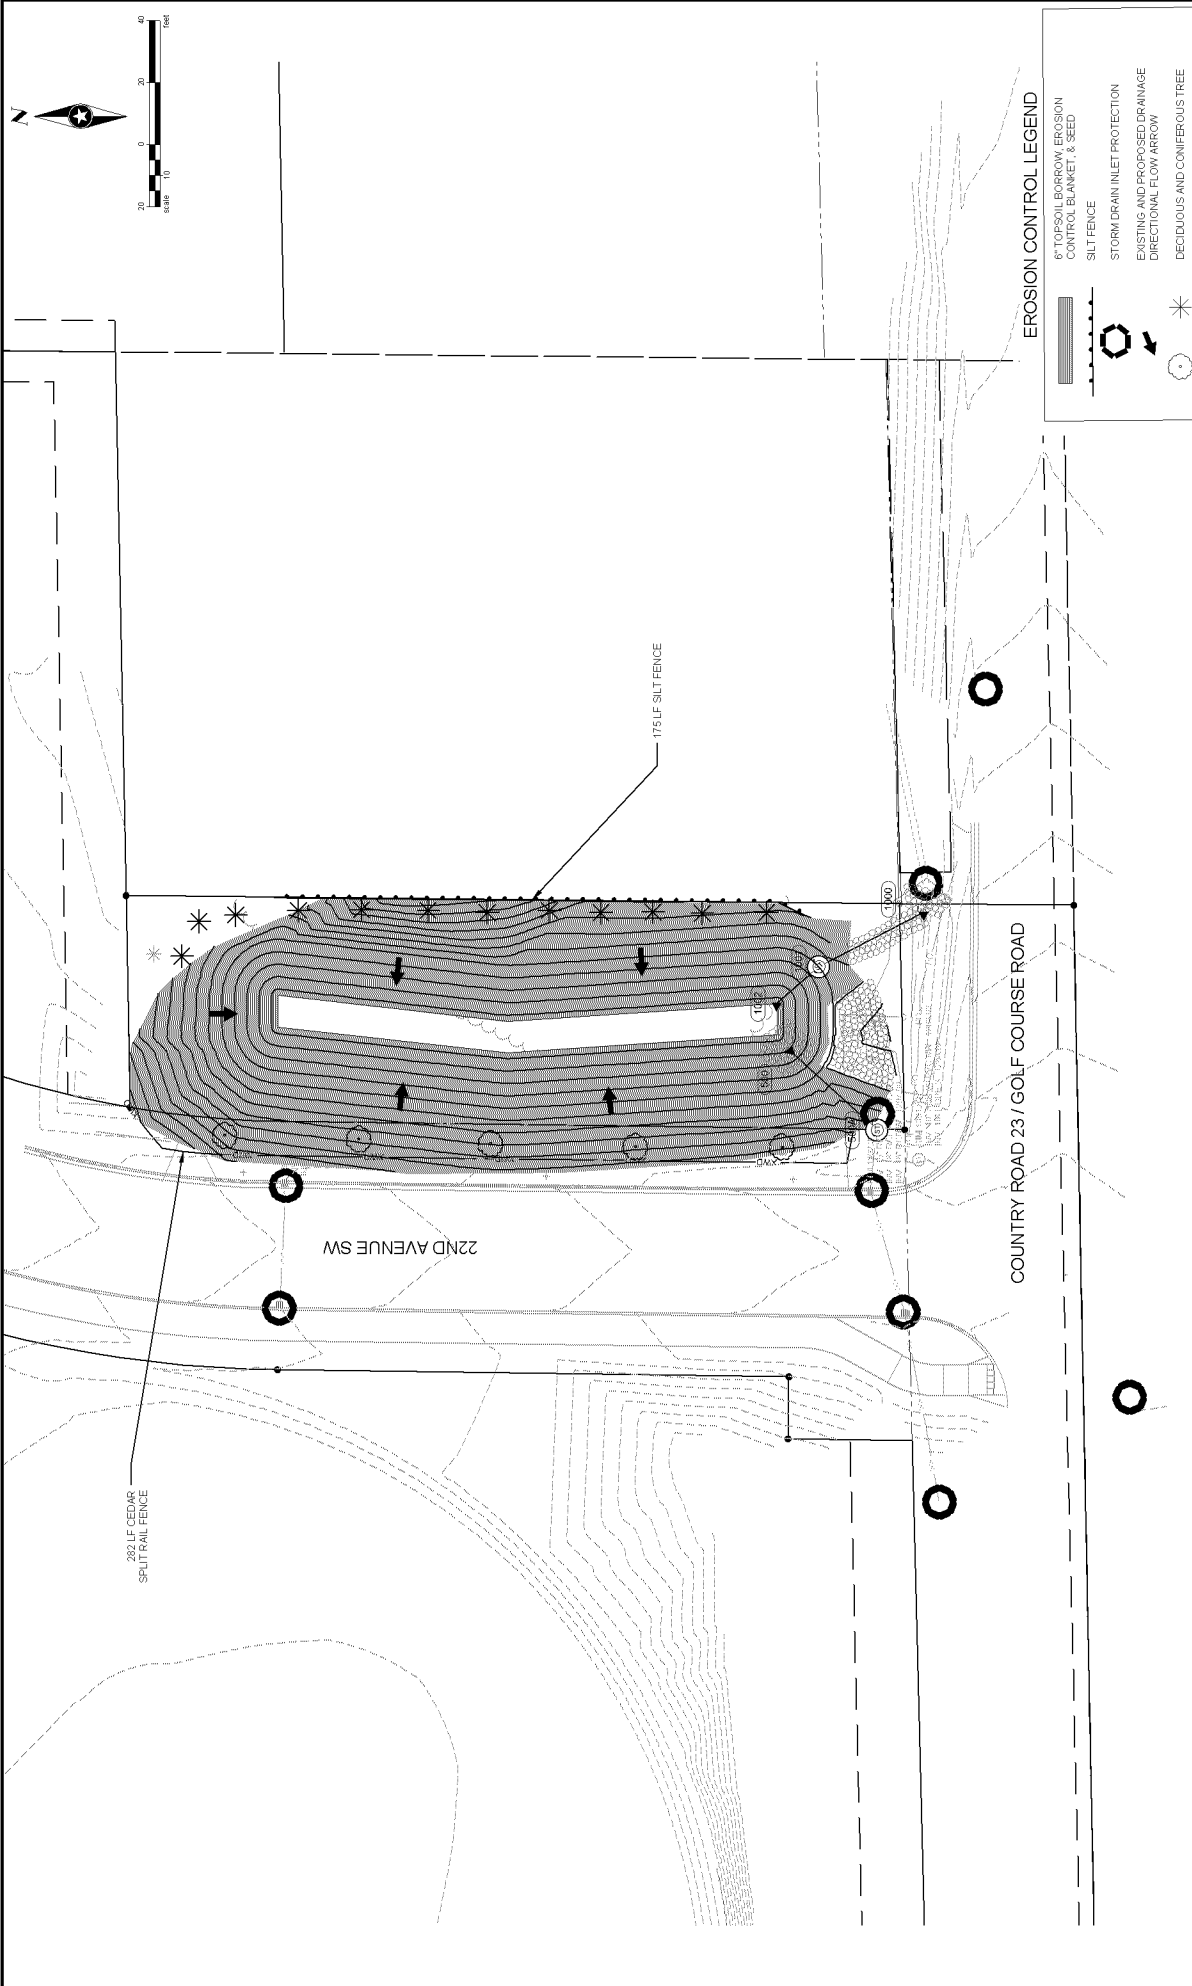 N
20
0
20
40
scale
10
feet
EROSION CONTROL LEGEND
6" TOPSOIL BORROW, EROSION
CONTROL BLANKET, & SEED
SILT FENCE
STORM DRAIN INLET PROTECTION
EXISTING AND PROPOSED DRAINAGE
DIRECTIONAL FLOW ARROW
DECIDUOUS AND CONIFEROUS TREE
175 LF SILT FENCE
282 LF CEDAR
SPLIT RAIL FENCE
22ND AVENUE SW
COUNTRY ROAD 23 / GOLF COURSE ROAD
1000
1002